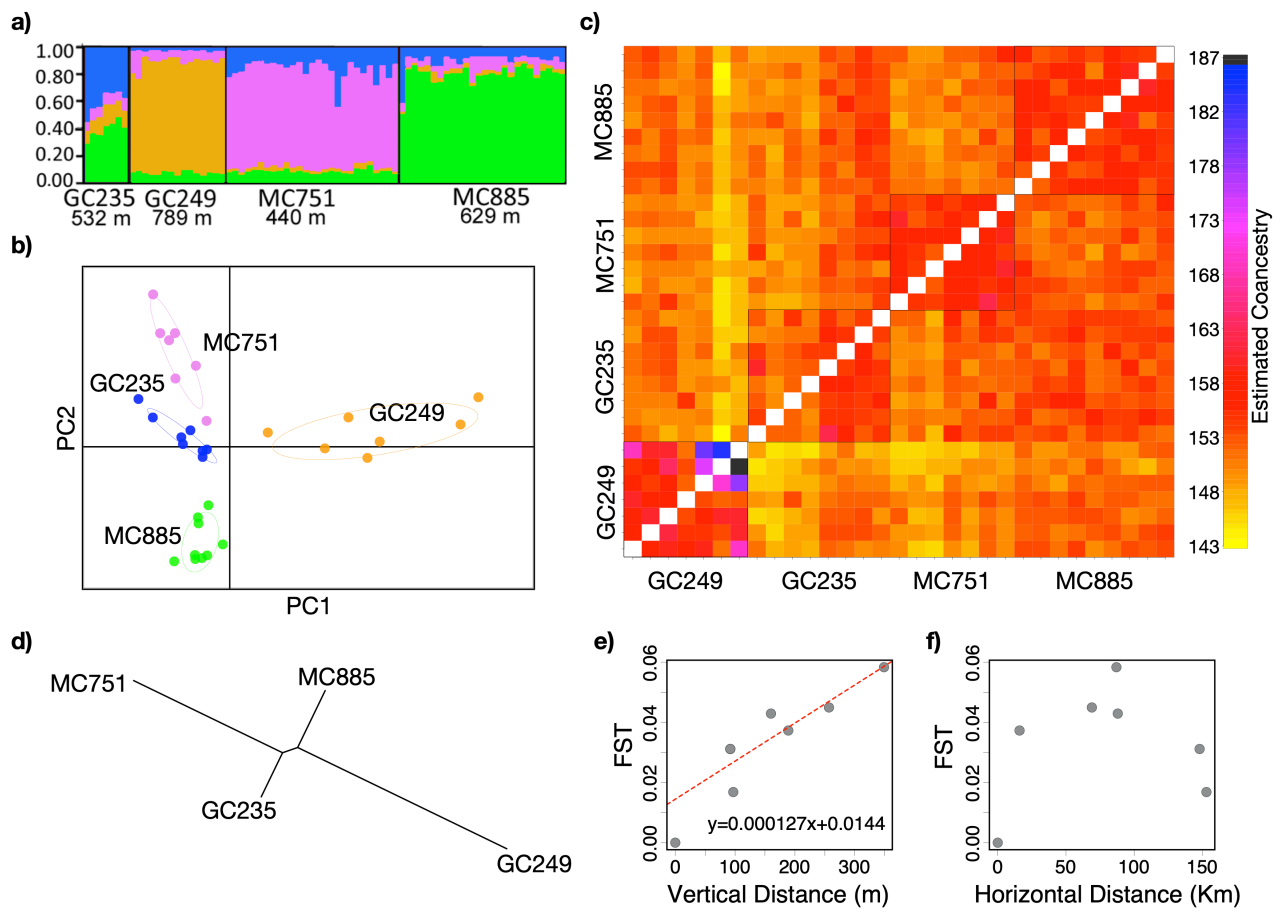 a)
1.00
0.80
0.60
0.40
0.20
0.00
GC235 GC249 MC751 MC885
532 m 789 m 440 m 629 m
b)
MC751
GC235
GC249
MC885
PC2
PC1
c)
MC885
MC751
GC235
GC249
GC249 GC235 MC751 MC885
187
182
178
173
168
163
158
153
148
143
Estimated Coancestry
d)
MC751
MC885
GC235
GC249
e)
FST
0.06
0.04
0.02
0.00
y=0.000127x+0.0144
0 100 200 300
Vertical Distance (m)
f)
FST
0.06
0.04
0.02
0.00
0 50 100 150
Horizontal Distance (Km)